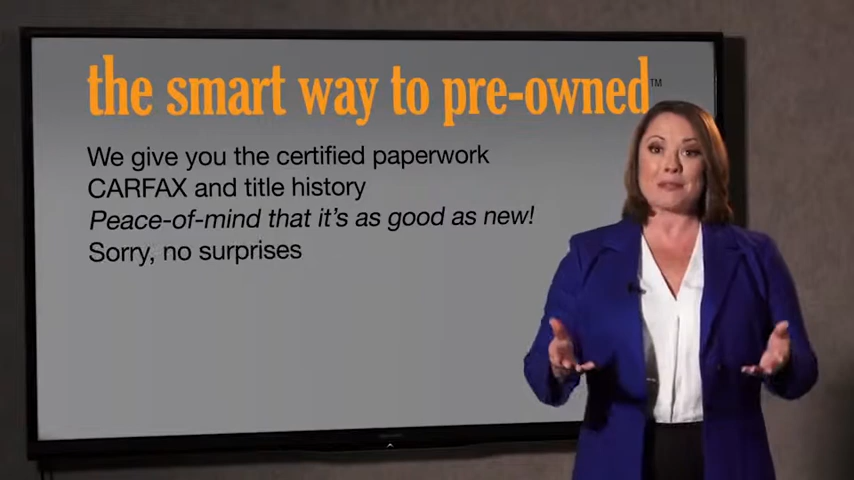 the smart way to pre-owned™
We give you the certified paperwork
CARFAX and title history
Peace-of-mind that it's as good as new!
Sorry, no surprises